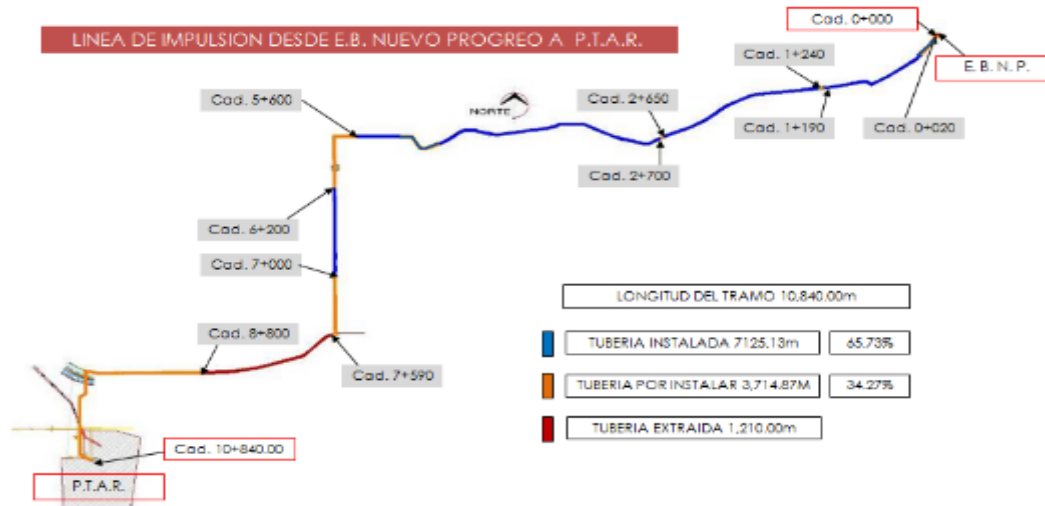 Cad. 0+000
LINEA DE IMPULSION DESDE E.B. NUEVO PROGREO A P.T.A.R.
Cad. 1+240
E. B. N. P.
Cad. 5+600
Cad. 2+650
NORTE
Cad. 1+190
Cad. 0+020
Cad. 2+700
Cad. 6+200
Cad. 7+000
LONGITUD DEL TRAMO 10,840.00m
Cad. 8+800
TUBERIA INSTALADA 7125.13m
65.73%
Cad. 7+590
TUBERIA POR INSTALAR 3,714.87M
34.27%
TUBERIA EXTRAIDA 1,210.00m
Cad. 10+840.00
P.T.A.R.